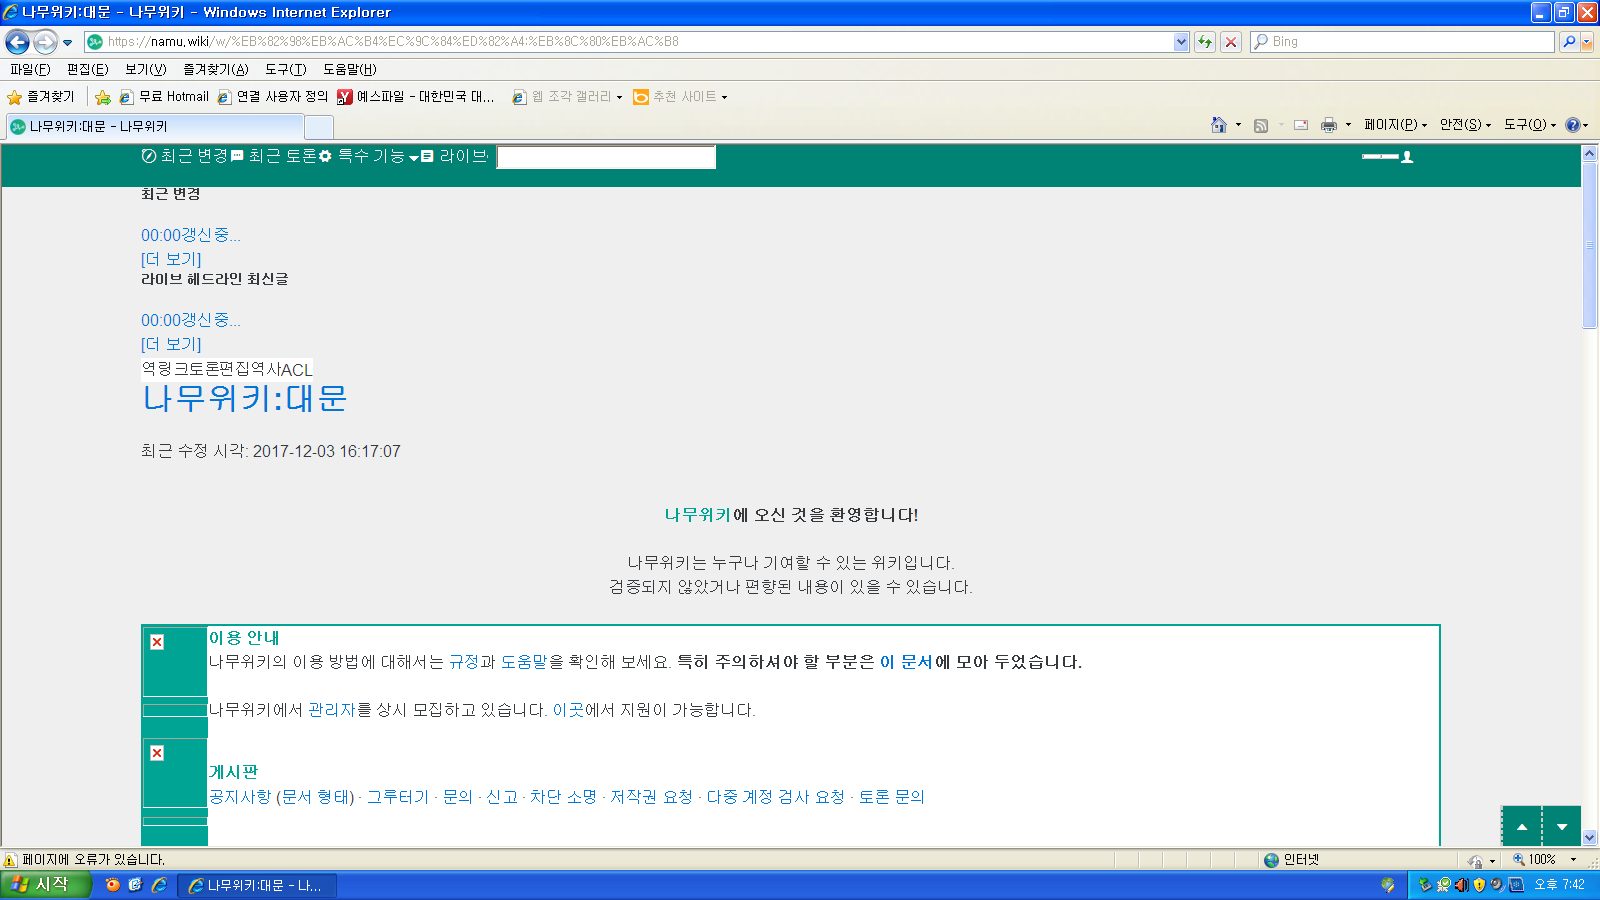 나무위키:대문 - 나무위키 - Windows Internet Explorer
https://namu.wiki/w/%EB%82%98%EB%AC%B4%EC%9C%84%ED%82%A4:%EB%8C%80%EB%AC%B8
Bing
파일(F) 편집(E) 보기(V) 즐겨찾기(A) 도구(T) 도움말(H)
즐겨찾기 무료 Hotmail 연결 사용자 정의 예스파일 - 대한민국 대... 웹 조각 갤러리 추천 사이트
나무위키:대문 - 나무위키 페이지(P) 안전(S) 도구(O)
최근 변경 최근 토론 특수 기능 라이브
최근 변경
00:00갱신중...
[더 보기]
라이브 헤드라인 최신글
00:00갱신중...
[더 보기]
역링크토론편집역사ACL
나무위키:대문
최근 수정 시각: 2017-12-03 16:17:07
나무위키에 오신 것을 환영합니다!
나무위키는 누구나 기여할 수 있는 위키입니다.
검증되지 않았거나 편향된 내용이 있을 수 있습니다.
이용 안내
나무위키의 이용 방법에 대해서는 규정과 도움말을 확인해 보세요. 특히 주의하셔야 할 부분은 이 문서에 모아 두었습니다.
나무위키에서 관리자를 상시 모집하고 있습니다. 이곳에서 지원이 가능합니다.
게시판
공지사항 (문서 형태) · 그루터기 · 문의 · 신고 · 차단 소명 · 저작권 요청 · 다중 계정 검사 요청 · 토론 문의
페이지에 오류가 있습니다. 인터넷 100%
시작 나무위키:대문 - 나... 오후 7:42